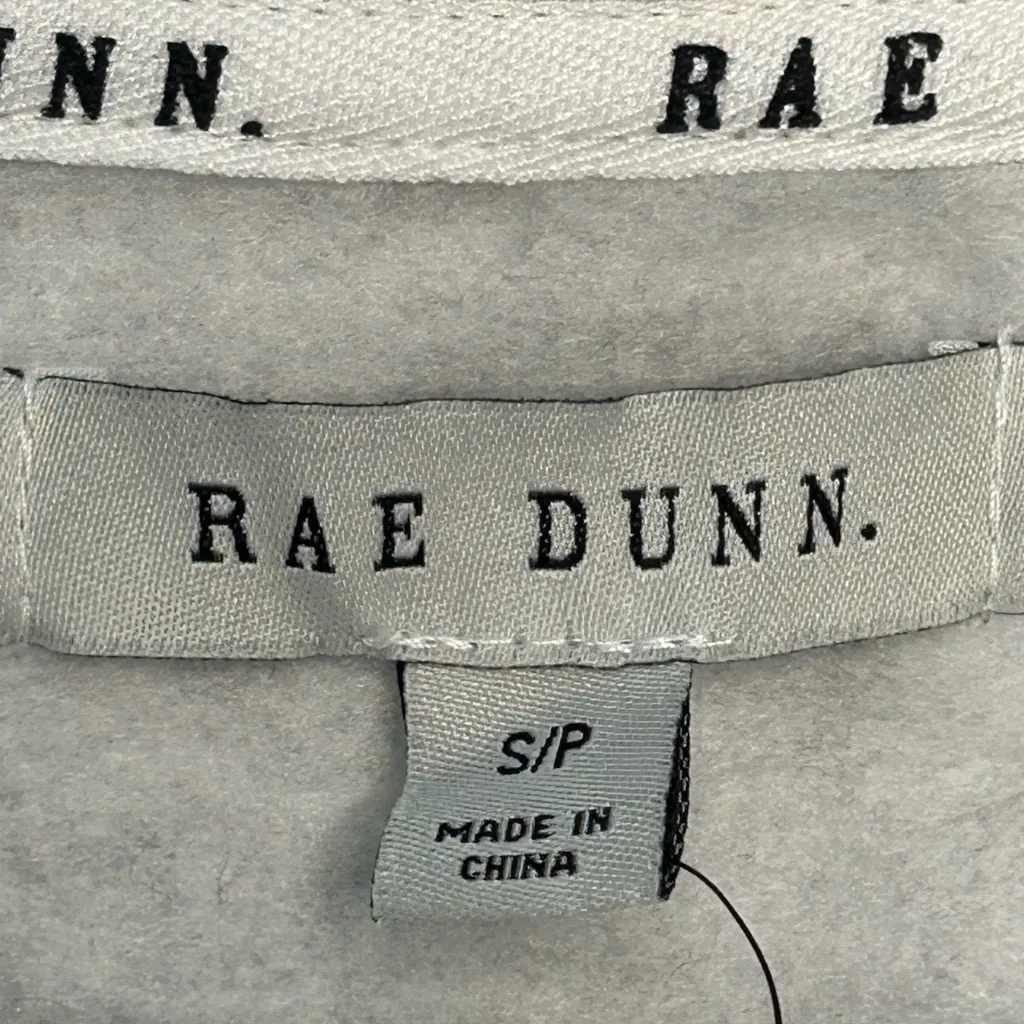 NN. RAE
RAE DUNN.
S/P
MADE IN
CHINA